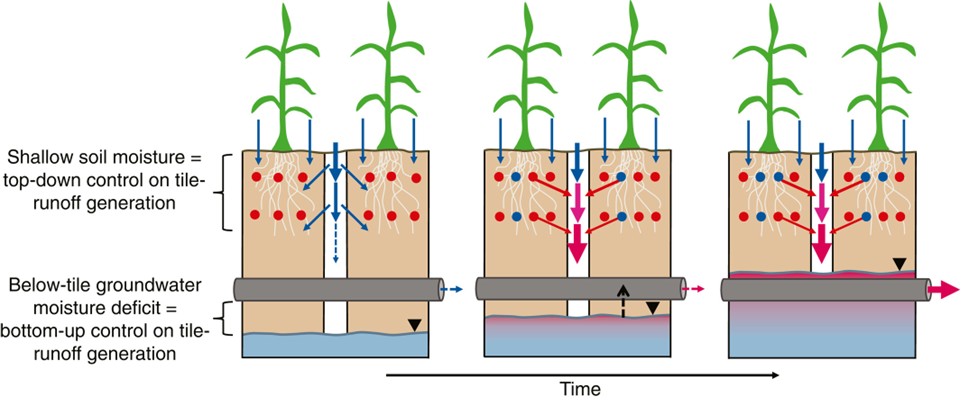 Shallow soil moisture =
top-down control on tile-
runoff generation
Below-tile groundwater
moisture deficit =
bottom-up control on tile-
runoff generation
Time